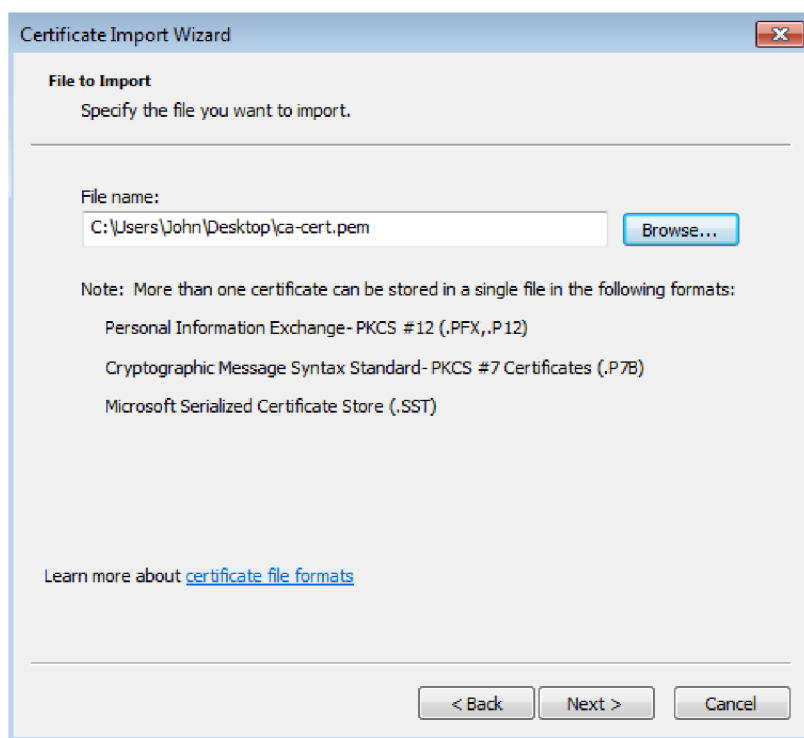 Certificate Import Wizard
File to Import
Specify the file you want to import.
File name:
C:\Users\John\Desktop\ca-cert.pem
Browse...
Note: More than one certificate can be stored in a single file in the following formats:
Personal Information Exchange- PKCS #12 (.PFX,.P12)
Cryptographic Message Syntax Standard- PKCS #7 Certificates (.P7B)
Microsoft Serialized Certificate Store (.SST)
Learn more about certificate file formats
< Back Next > Cancel